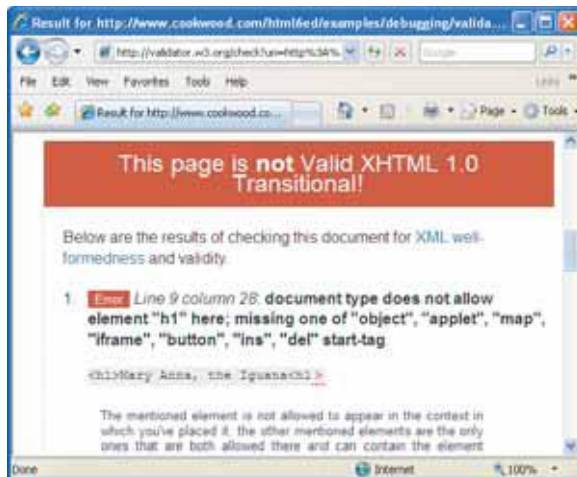 Result for http://www.cookwood.com/html6ed/examples/debugging/valida...
http://validator.w3.org/check?uri=http%3A%
Google
File Edit View Favorites Tools Help
Links
Result for http://www.cookwood.co...
Page Tools
This page is not Valid XHTML 1.0
Transitional!
Below are the results of checking this document for XML well-
formedness and validity.
1. Error Line 9 column 28: document type does not allow
element "h1" here; missing one of "object", "applet", "map",
"iframe", "button", "ins", "del" start-tag
<h1>Mary Anna, the Iguana<h1>
The mentioned element is not allowed to appear in the context in
which you've placed it; the other mentioned elements are the only
ones that are both allowed there and can contain the element
Done Internet 100%